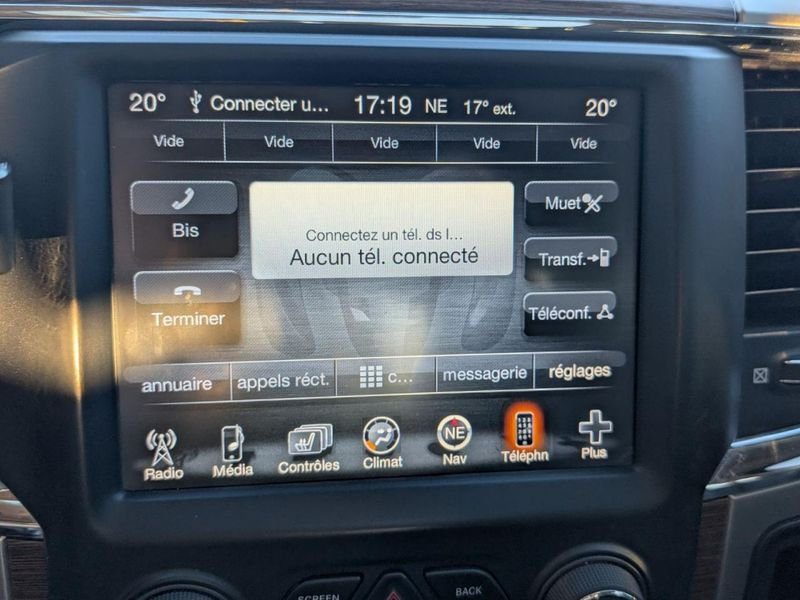 20° Connecter u... 17:19 NE 17° ext. 20°
Vide Vide Vide Vide Vide
Bis
Connectez un tél. ds l...
Aucun tél. connecté
Muet
Transf.
Terminer
Téléconf.
annuaire appels réct. c... messagerie réglages
Radio Média Contrôles Climat NE Nav Téléphn Plus
SCREEN BACK